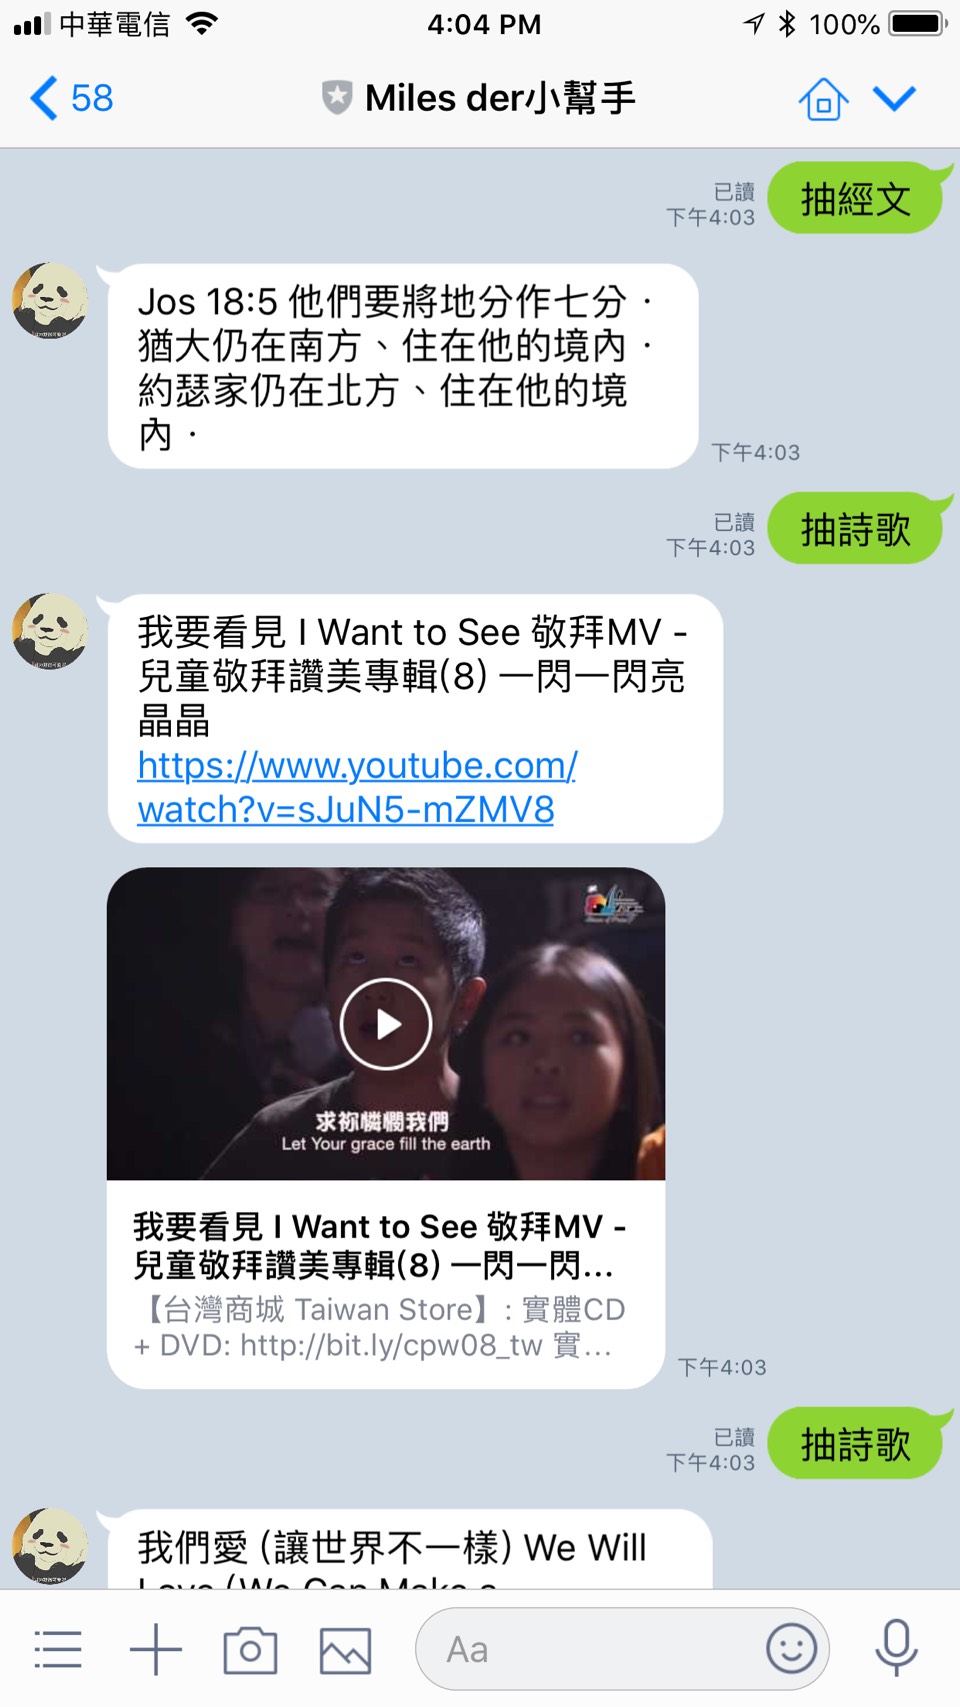 中華電信
4:04 PM
100%
58
Miles der小幫手
已讀
下午4:03
抽經文
Jos 18:5 他們要將地分作七分．
猶大仍在南方、住在他的境內．
約瑟家仍在北方、住在他的境
內．
下午4:03
已讀
下午4:03
抽詩歌
我要看見 I Want to See 敬拜MV -
兒童敬拜讚美專輯(8) 一閃一閃亮
晶晶
https://www.youtube.com/
watch?v=sJuN5-mZMV8
求祢憐憫我們
Let Your grace fill the earth
我要看見 I Want to See 敬拜MV -
兒童敬拜讚美專輯(8) 一閃一閃...
【台灣商城 Taiwan Store】: 實體CD
+ DVD: http://bit.ly/cpw08_tw 實...
下午4:03
已讀
下午4:03
抽詩歌
我們愛 (讓世界不一樣) We Will
Love (We Can Make a
Aa